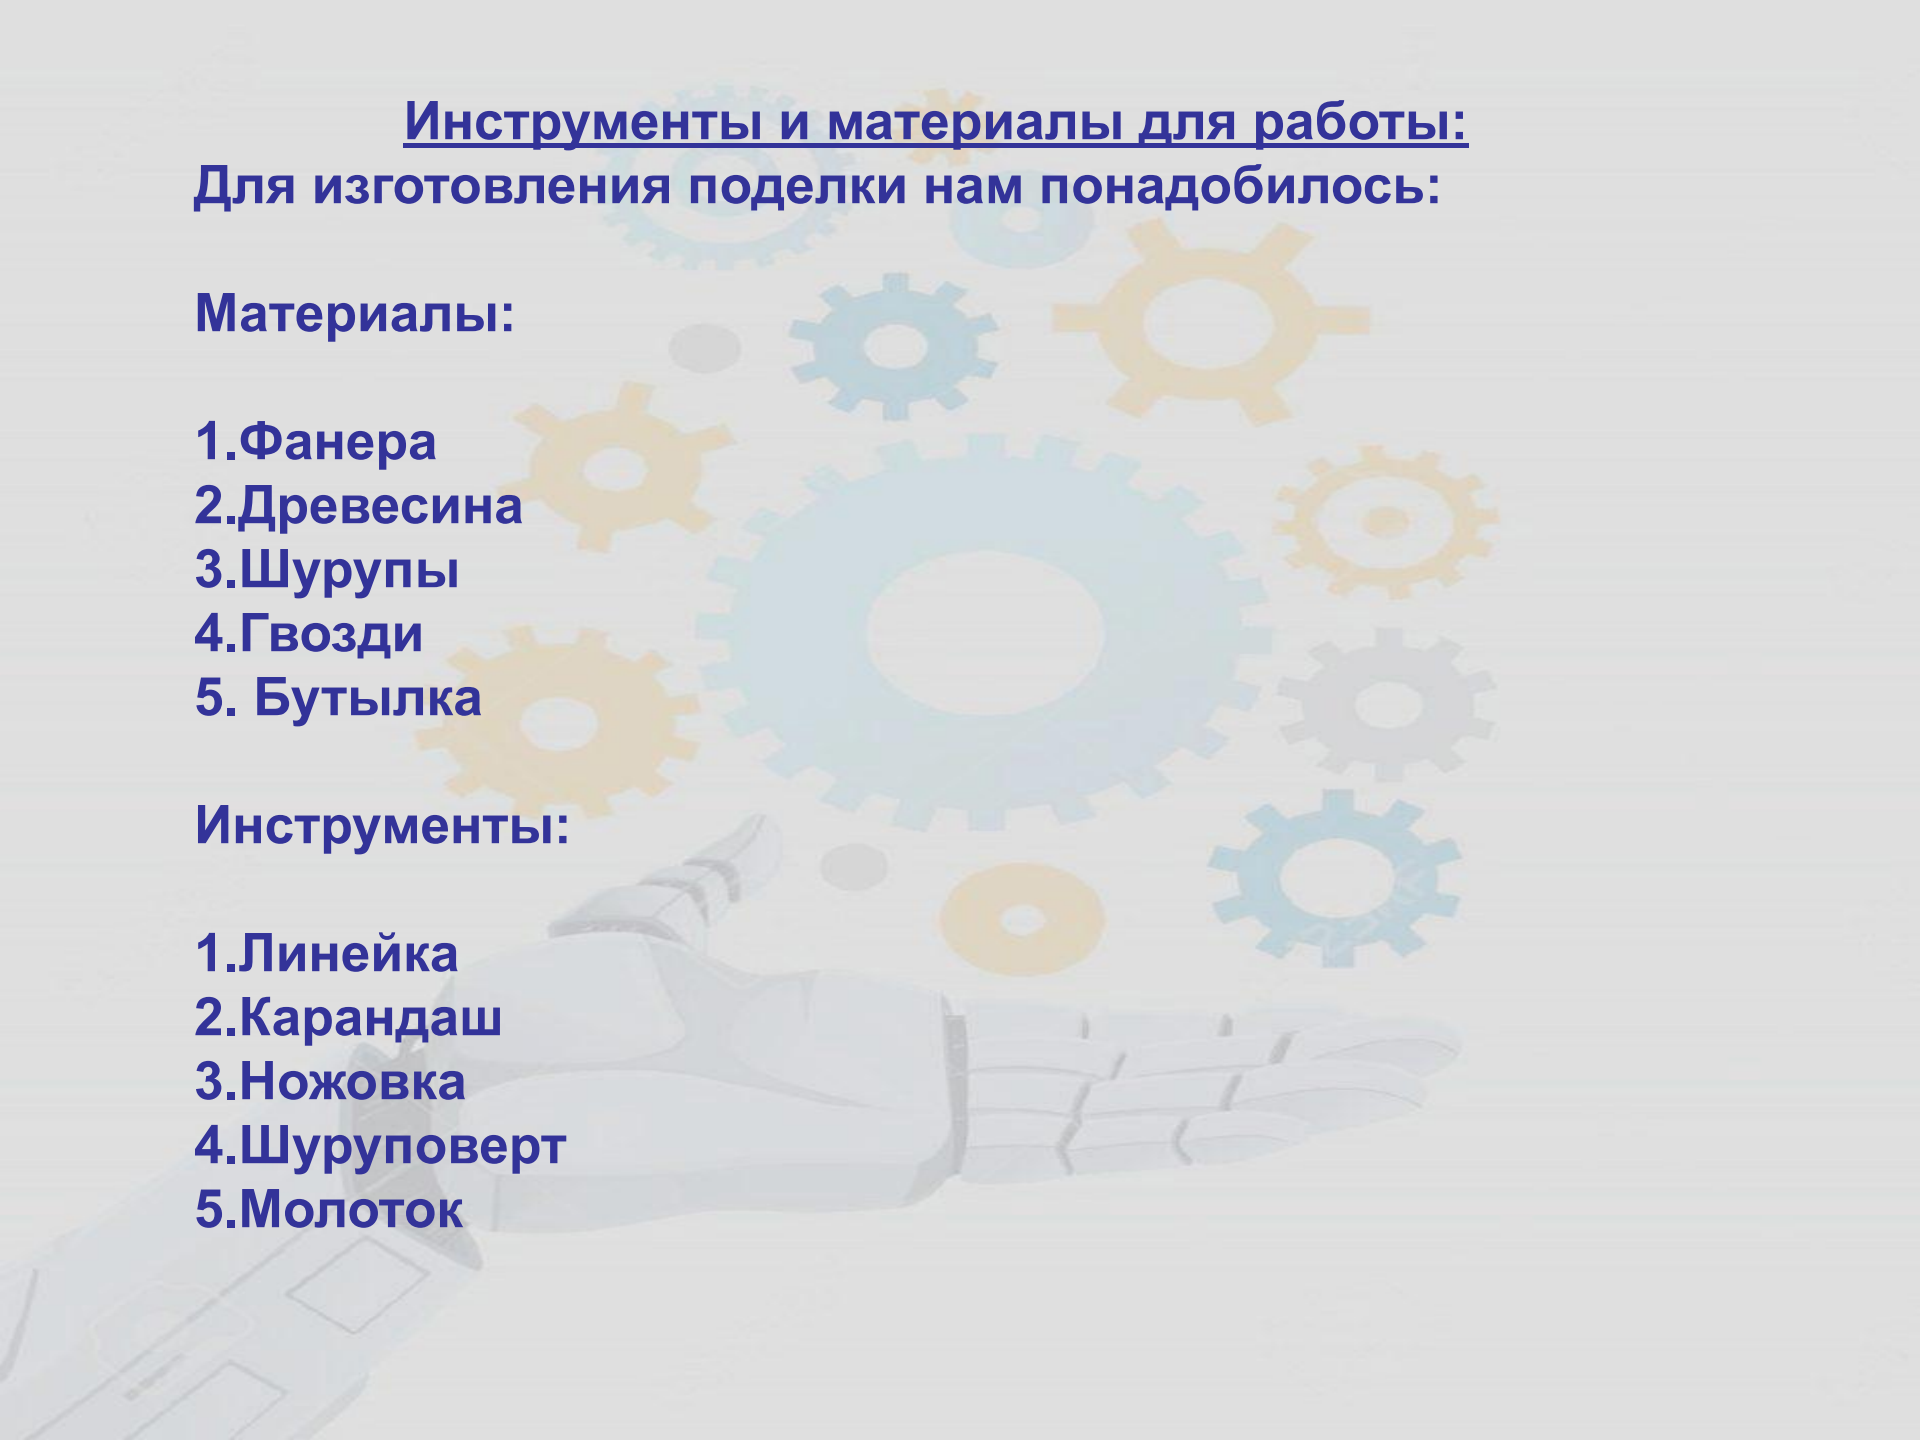 Инструменты и материалы для работы:
Для изготовления поделки нам понадобилось:
Материалы:
1.Фанера
2.Древесина
3.Шурупы
4.Гвозди
5. Бутылка
Инструменты:
1.Линейка
2.Карандаш
3.Ножовка
4.Шуруповерт
5.Молоток